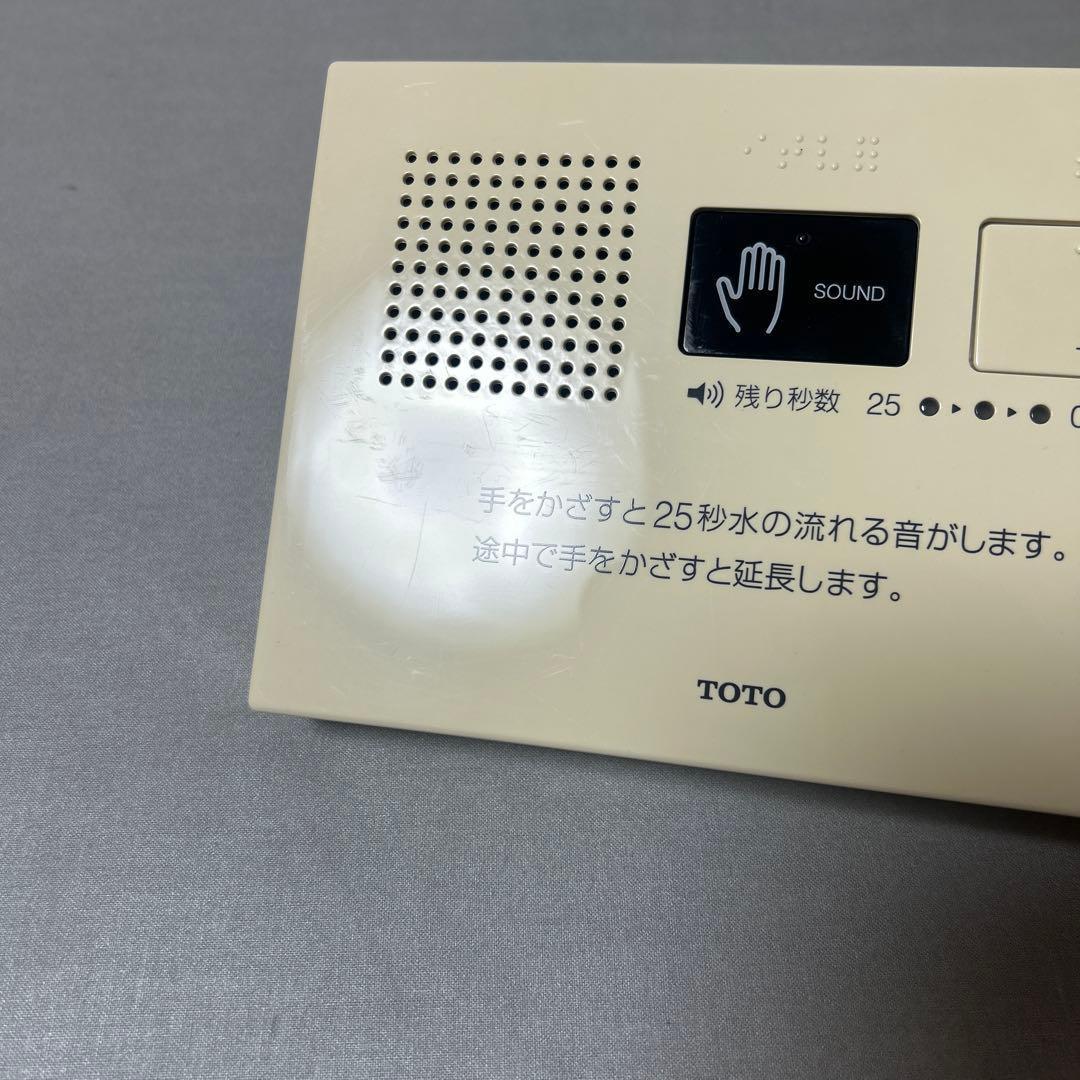 SOUND
残り秒数 25
手をかざすと25秒水の流れる音がします。
途中で手をかざすと延長します。
TOTO